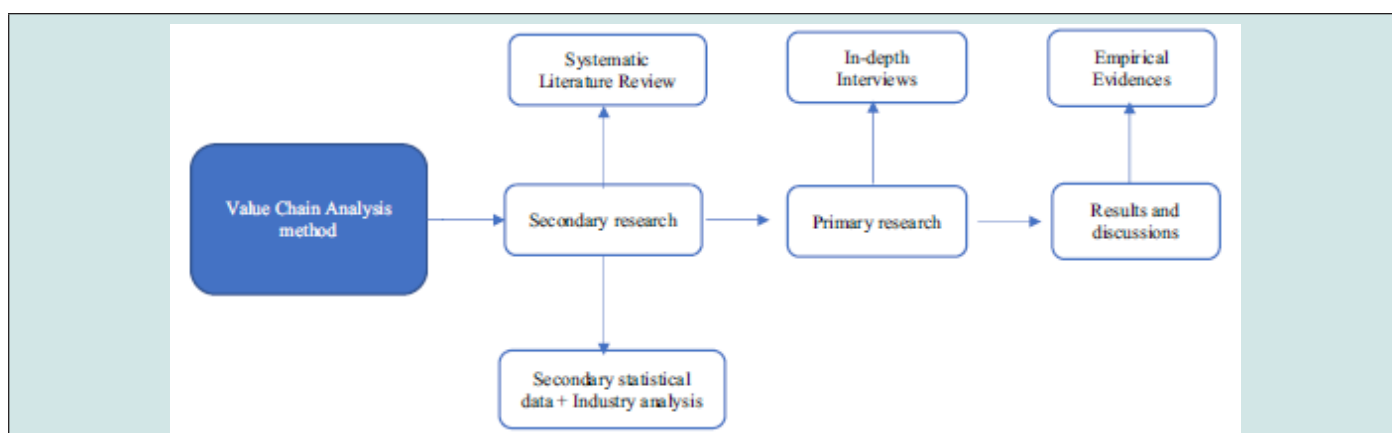 Systematic
Literature Review
In-depth
Interviews
Empirical
Evidences
Value Chain Analysis
method
Secondary research
Primary research
Results and
discussions
Secondary statistical
data + Industry analysis